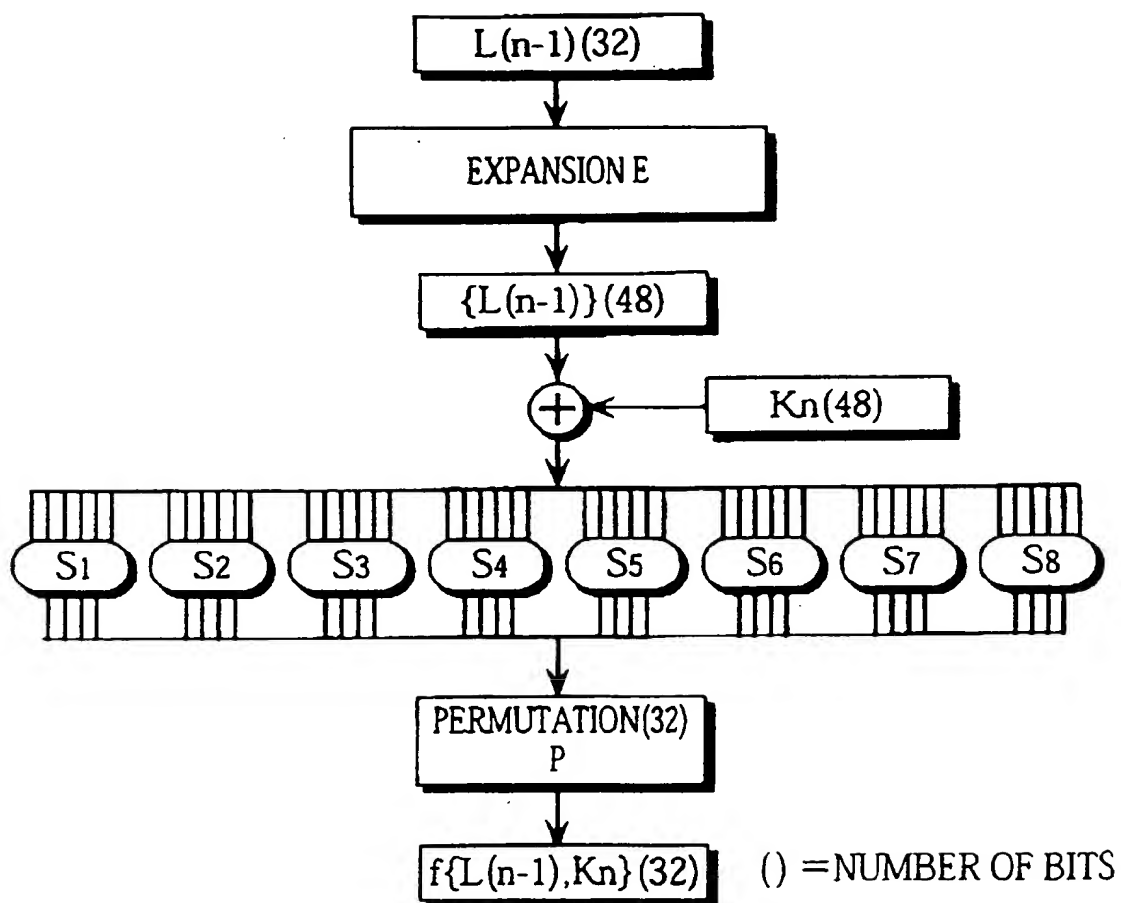 L(n-1)(32)
EXPANSION E
{L(n-1)}(48)
Kn(48)
S1 S2 S3 S4 S5 S6 S7 S8
PERMUTATION(32)
P
f{L(n-1),Kn}(32)
() =NUMBER OF BITS